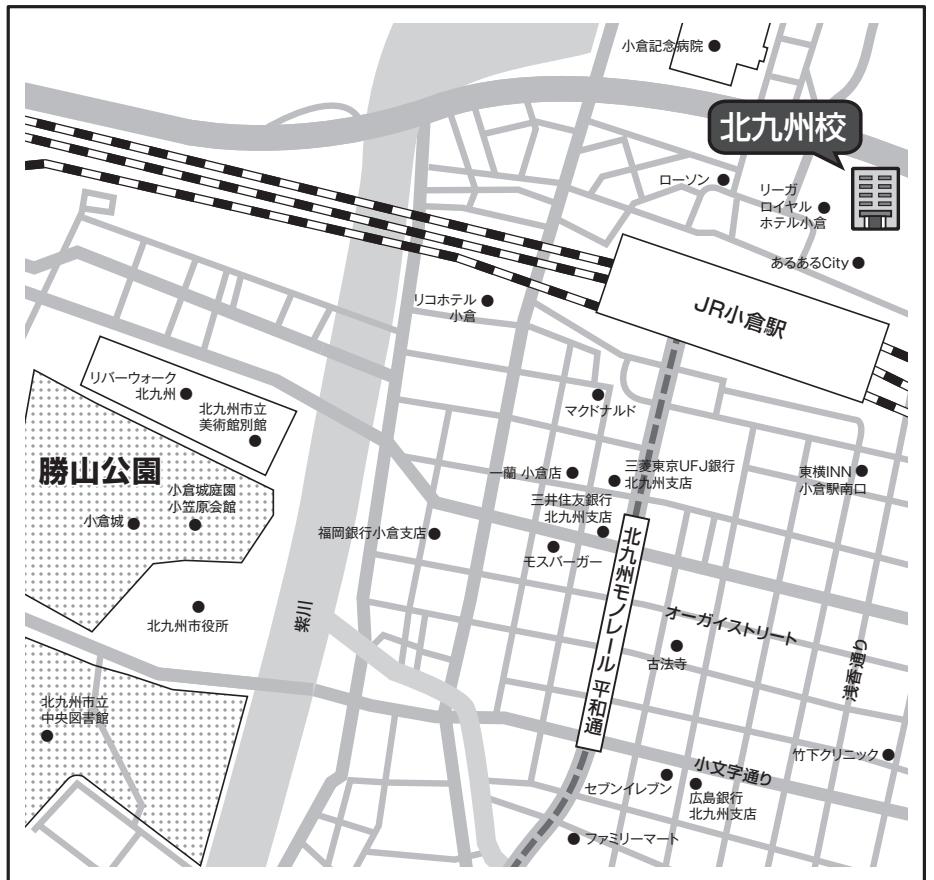 小倉記念病院
北九州校
ローソン
リーガ
ロイヤル
ホテル小倉
あるあるCity
リコホテル
小倉
JR小倉駅
リバーウォーク
北九州
マクドナルド
北九州市立
美術館別館
勝山公園
一蘭 小倉店
三菱東京UFJ銀行
北九州支店
東横INN
小倉駅南口
小倉城庭園
小笠原会館
小倉城
三井住友銀行
北九州支店
福岡銀行小倉支店
モスバーガー
北九州モノレール 平和通
北九州市役所
紫川
オーガイストリート
古法寺
浅香通り
北九州市立
中央図書館
竹下クリニック
小文字通り
セブンイレブン
広島銀行
北九州支店
ファミリーマート